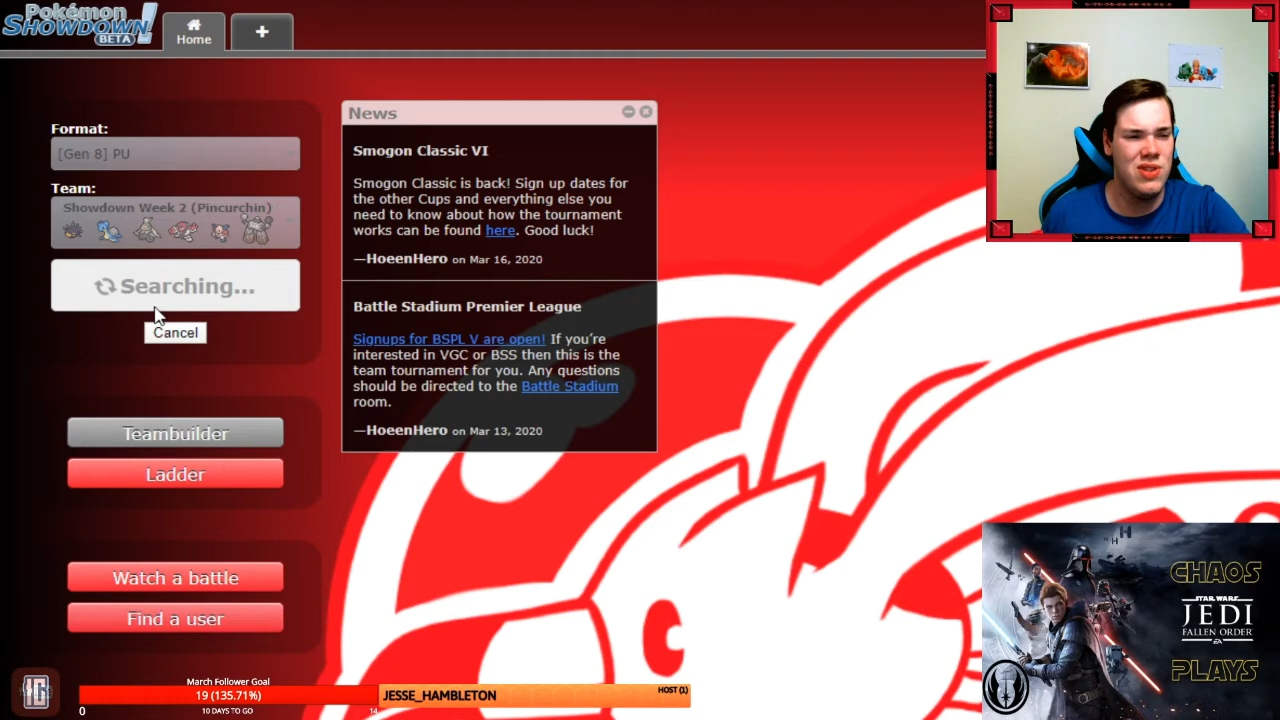 Pokémon
SHOWDOWN!
BETA
Home
+
Format:
[Gen 8] PU
Team:
Showdown Week 2 (Pincurchin)
Searching...
Cancel
Teambuilder
Ladder
Watch a battle
Find a user
News
Smogon Classic VI
Smogon Classic is back! Sign up dates for
the other Cups and everything else you
need to know about how the tournament
works can be found here. Good luck!
—HoeenHero on Mar 16, 2020
Battle Stadium Premier League
Signups for BSPL V are open! If you're
interested in VGC or BSS then this is the
team tournament for you. Any questions
should be directed to the Battle Stadium
room.
—HoeenHero on Mar 13, 2020
March Follower Goal
19 (135.71%)
0
10 DAYS TO GO
14
JESSE_HAMBLETON
HOST (1)
CHAOS
STAR WARS
JEDI
FALLEN ORDER
EA
PLAYS